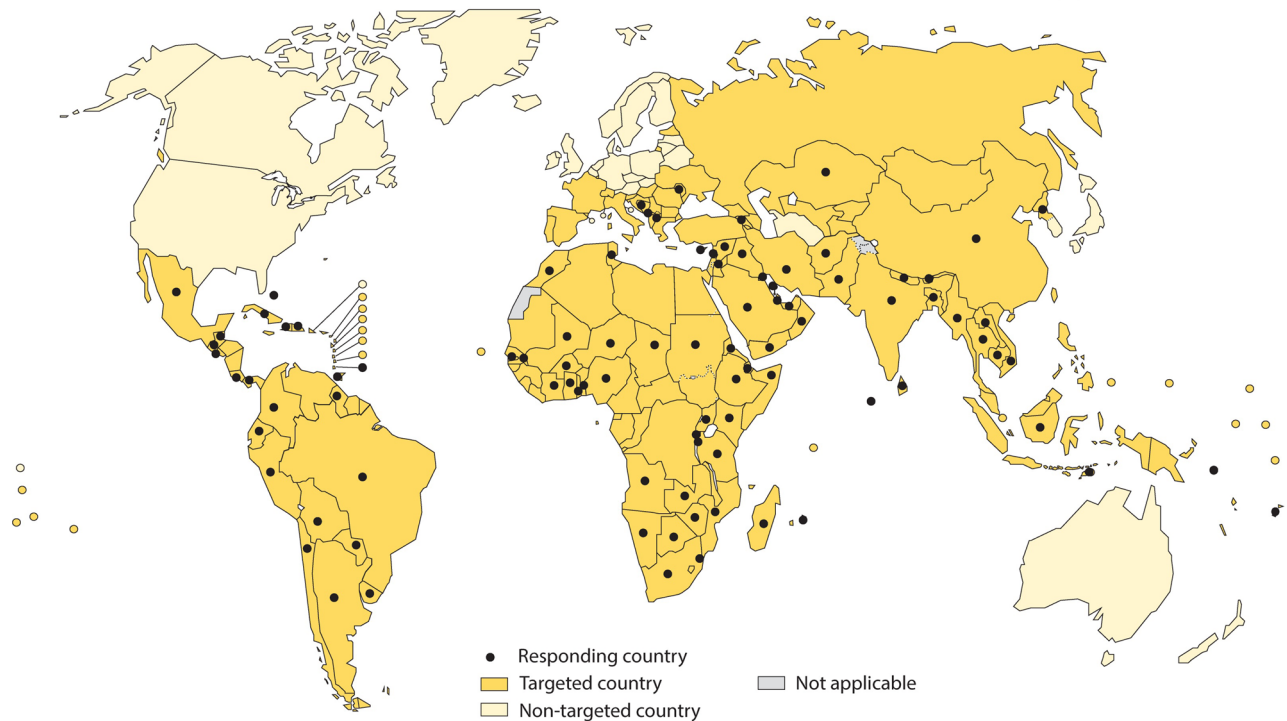 Responding country
Targeted country
Not applicable
Non-targeted country